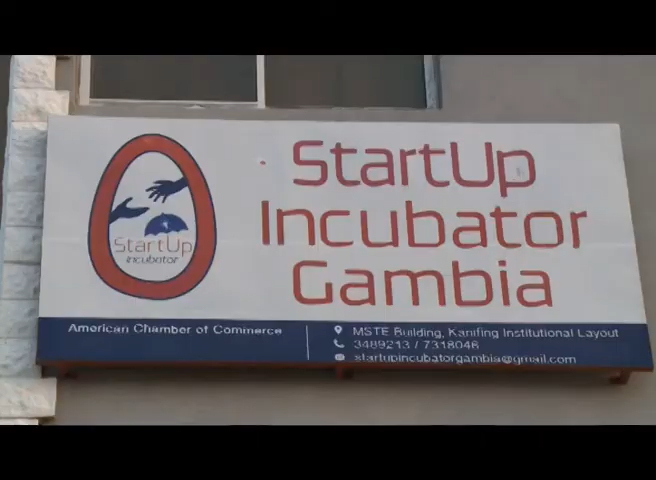 StartUp
Incubator
StartUp
Incubator
Gambia
American Chamber of Commerce
MSTE Building, Kanifing Institutional Layout
3489213 / 7318046
startupincubatorgambia@gmail.com